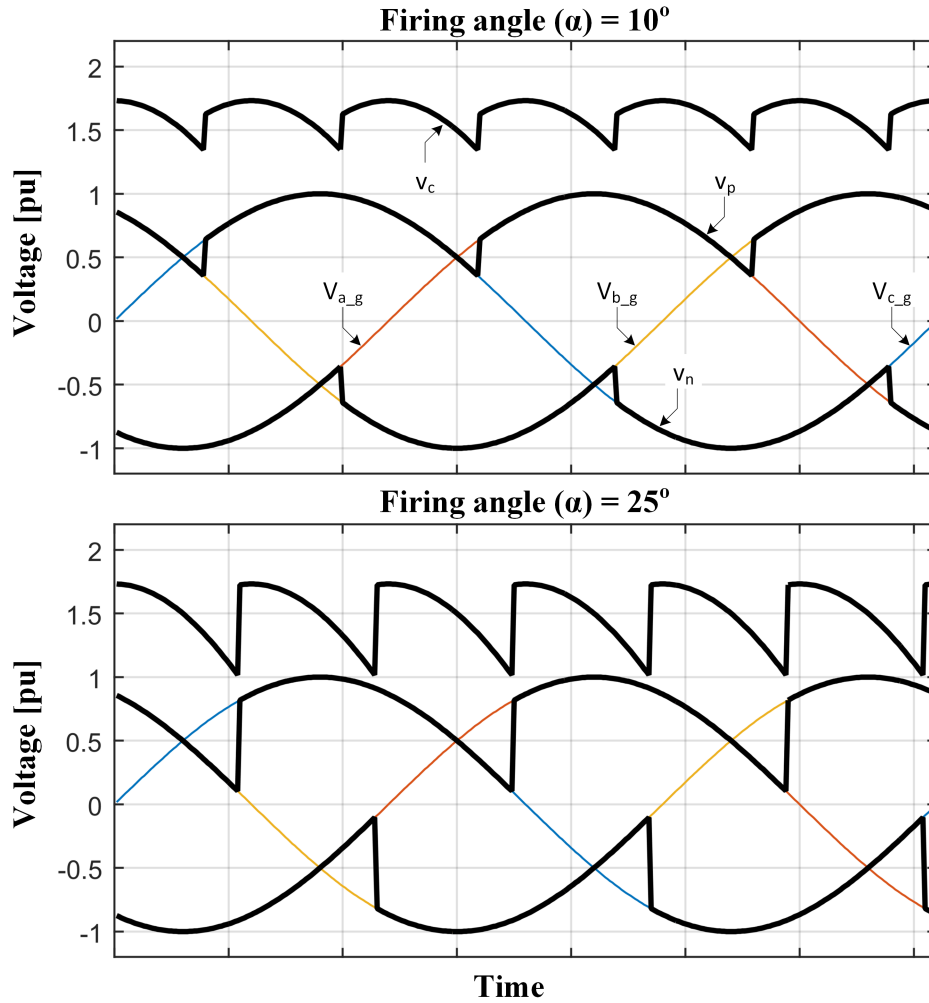 Firing angle (α) = 10°
2
1.5
1
0.5
0
-0.5
-1
Voltage [pu]
v_c
v_p
V_a_g
V_b_g
V_c_g
v_n
Firing angle (α) = 25°
2
1.5
1
0.5
0
-0.5
-1
Voltage [pu]
Time